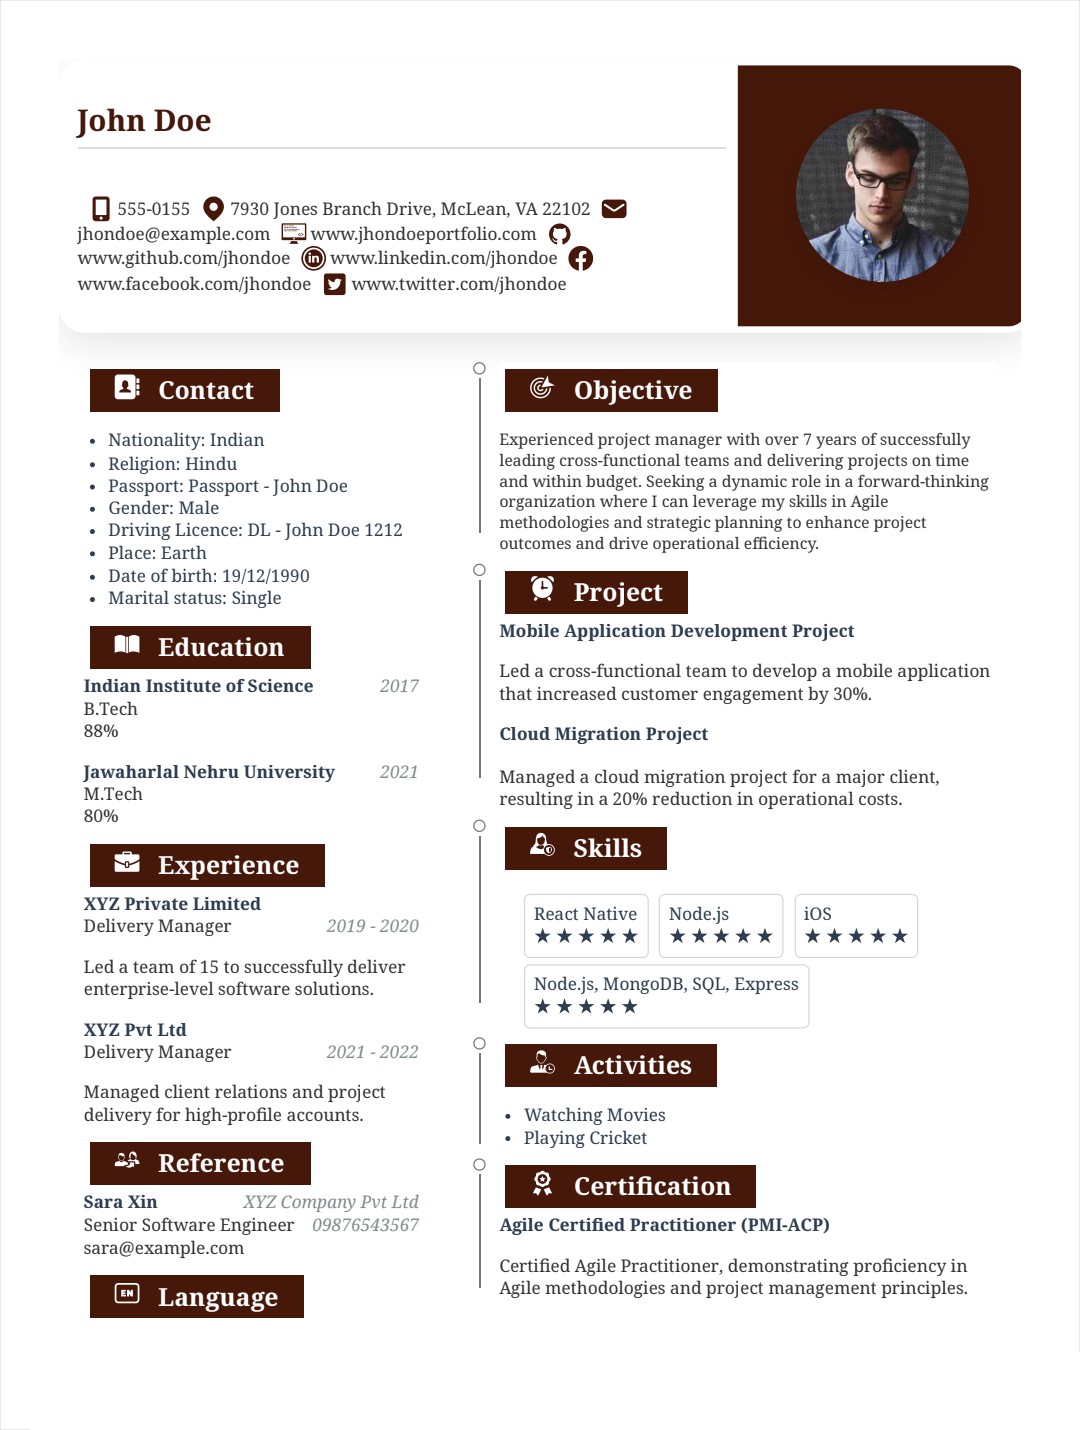 John Doe
555-0155 7930 Jones Branch Drive, McLean, VA 22102
jhondoe@example.com www.jhondoeportfolio.com
www.github.com/jhondoe in www.linkedin.com/jhondoe
www.facebook.com/jhondoe www.twitter.com/jhondoe
Contact
• Nationality: Indian
• Religion: Hindu
• Passport: Passport - John Doe
• Gender: Male
• Driving Licence: DL - John Doe 1212
• Place: Earth
• Date of birth: 19/12/1990
• Marital status: Single
Education
Indian Institute of Science 2017
B.Tech
88%
Jawaharlal Nehru University 2021
M.Tech
80%
Experience
XYZ Private Limited
Delivery Manager 2019 - 2020
Led a team of 15 to successfully deliver
enterprise-level software solutions.
XYZ Pvt Ltd
Delivery Manager 2021 - 2022
Managed client relations and project
delivery for high-profile accounts.
Reference
Sara Xin XYZ Company Pvt Ltd
Senior Software Engineer 09876543567
sara@example.com
EN Language
Objective
Experienced project manager with over 7 years of successfully
leading cross-functional teams and delivering projects on time
and within budget. Seeking a dynamic role in a forward-thinking
organization where I can leverage my skills in Agile
methodologies and strategic planning to enhance project
outcomes and drive operational efficiency.
Project
Mobile Application Development Project
Led a cross-functional team to develop a mobile application
that increased customer engagement by 30%.
Cloud Migration Project
Managed a cloud migration project for a major client,
resulting in a 20% reduction in operational costs.
Skills
React Native Node.js iOS
★★★★★ ★★★★★ ★★★★★
Node.js, MongoDB, SQL, Express
★★★★★
Activities
• Watching Movies
• Playing Cricket
Certification
Agile Certified Practitioner (PMI-ACP)
Certified Agile Practitioner, demonstrating proficiency in
Agile methodologies and project management principles.